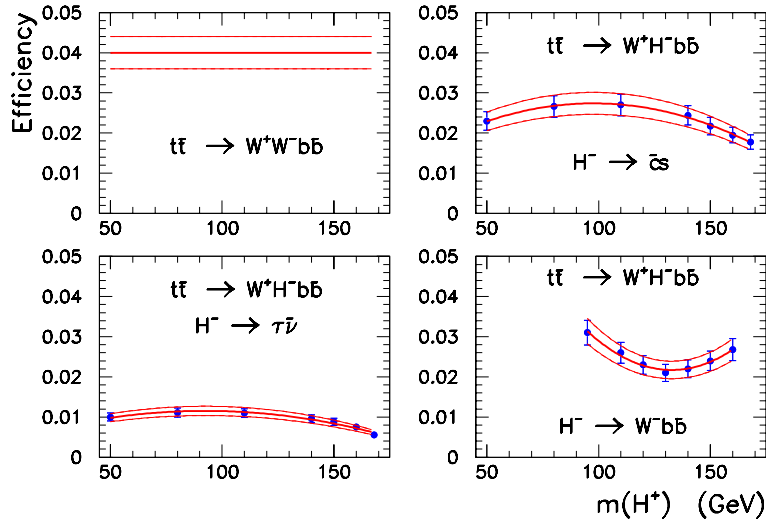 Efficiency
0.05
0.04
0.03
0.02
0.01
0
50 100 150
tt̄ → W⁺W⁻bb̄
0.05
0.04
0.03
0.02
0.01
0
50 100 150
tt̄ → W⁺H⁻bb̄
H⁻ → c̄s
0.05
0.04
0.03
0.02
0.01
0
50 100 150
tt̄ → W⁺H⁻bb̄
H⁻ → τν̄
0.05
0.04
0.03
0.02
0.01
0
50 100 150
tt̄ → W⁺H⁻bb̄
H⁻ → W⁻bb̄
m(H⁺) (GeV)